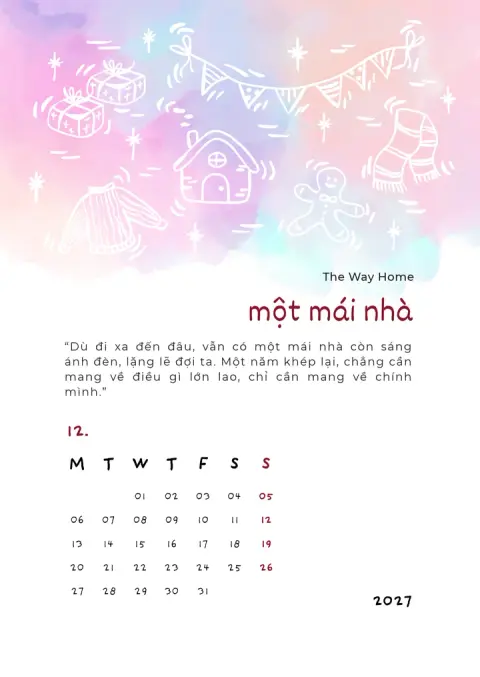 The Way Home
một mái nhà
“Dù đi xa đến đâu, vẫn có một mái nhà còn sáng
ánh đèn, lặng lẽ đợi ta. Một năm khép lại, chẳng cần
mang về điều gì lớn lao, chỉ cần mang về chính
mình.”
12.
M T W T F S S
01 02 03 04 05
06 07 08 09 10 11 12
13 14 15 16 17 18 19
20 21 22 23 24 25 26
27 28 29 30 31
2027